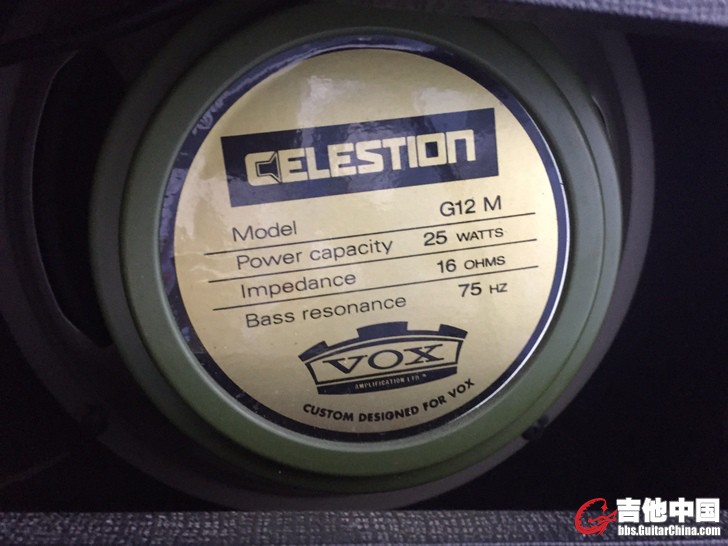 CELESTION
Model G12 M
Power capacity 25 WATTS
Impedance 16 OHMS
Bass resonance 75 HZ
VOX
AMPLIFICATION LTD.
CUSTOM DESIGNED FOR VOX
吉他中国
bbs.GuitarChina.com